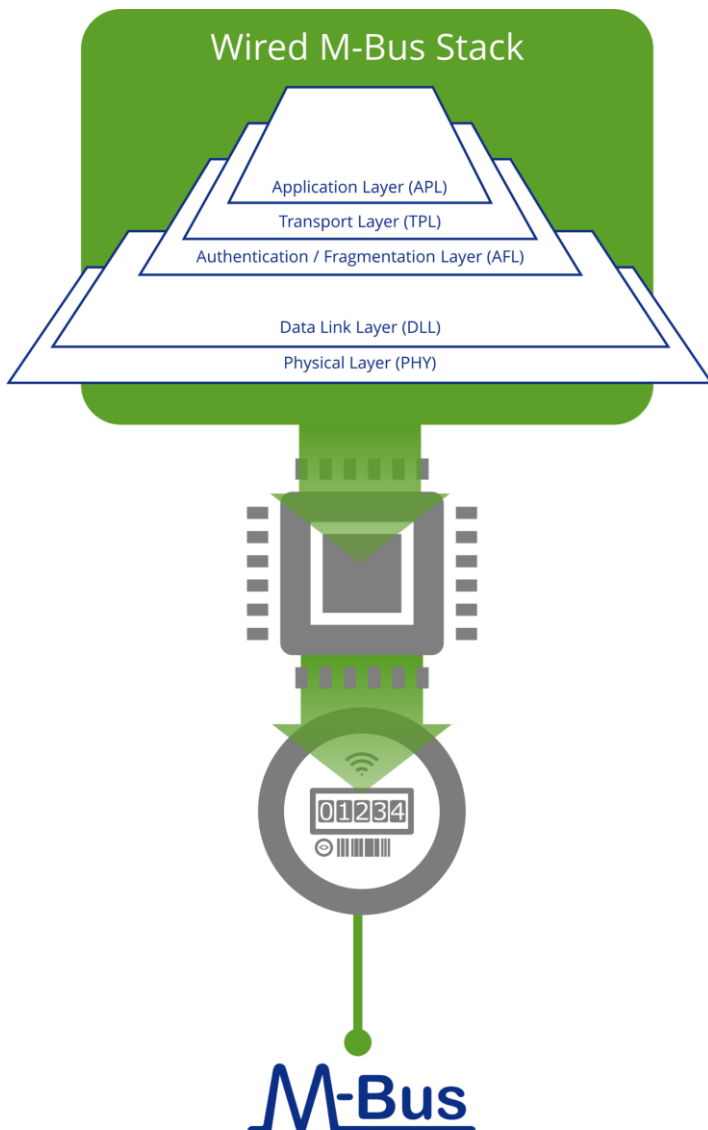 Wired M-Bus Stack
Application Layer (APL)
Transport Layer (TPL)
Authentication / Fragmentation Layer (AFL)
Data Link Layer (DLL)
Physical Layer (PHY)
01234
M-Bus